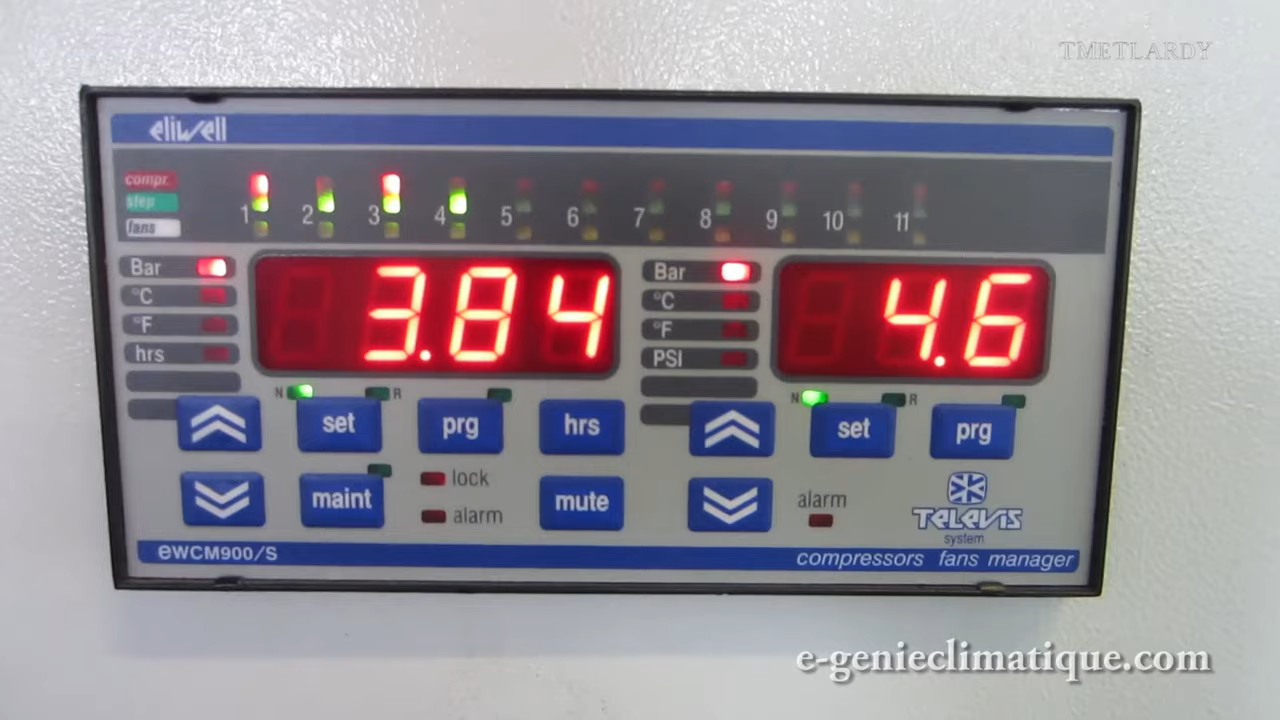 TMETLARDY
eliwell
compr.
step
fans
1 2 3 4 5 6 7 8 9 10 11
Bar
°C
°F
hrs
3.84
Bar
°C
°F
PSI
4.6
N R
set
prg
hrs
N R
set
prg
maint
lock
alarm
mute
alarm
TELEVIS
system
eWCM900/S
compressors fans manager
e-genieclimatique.com